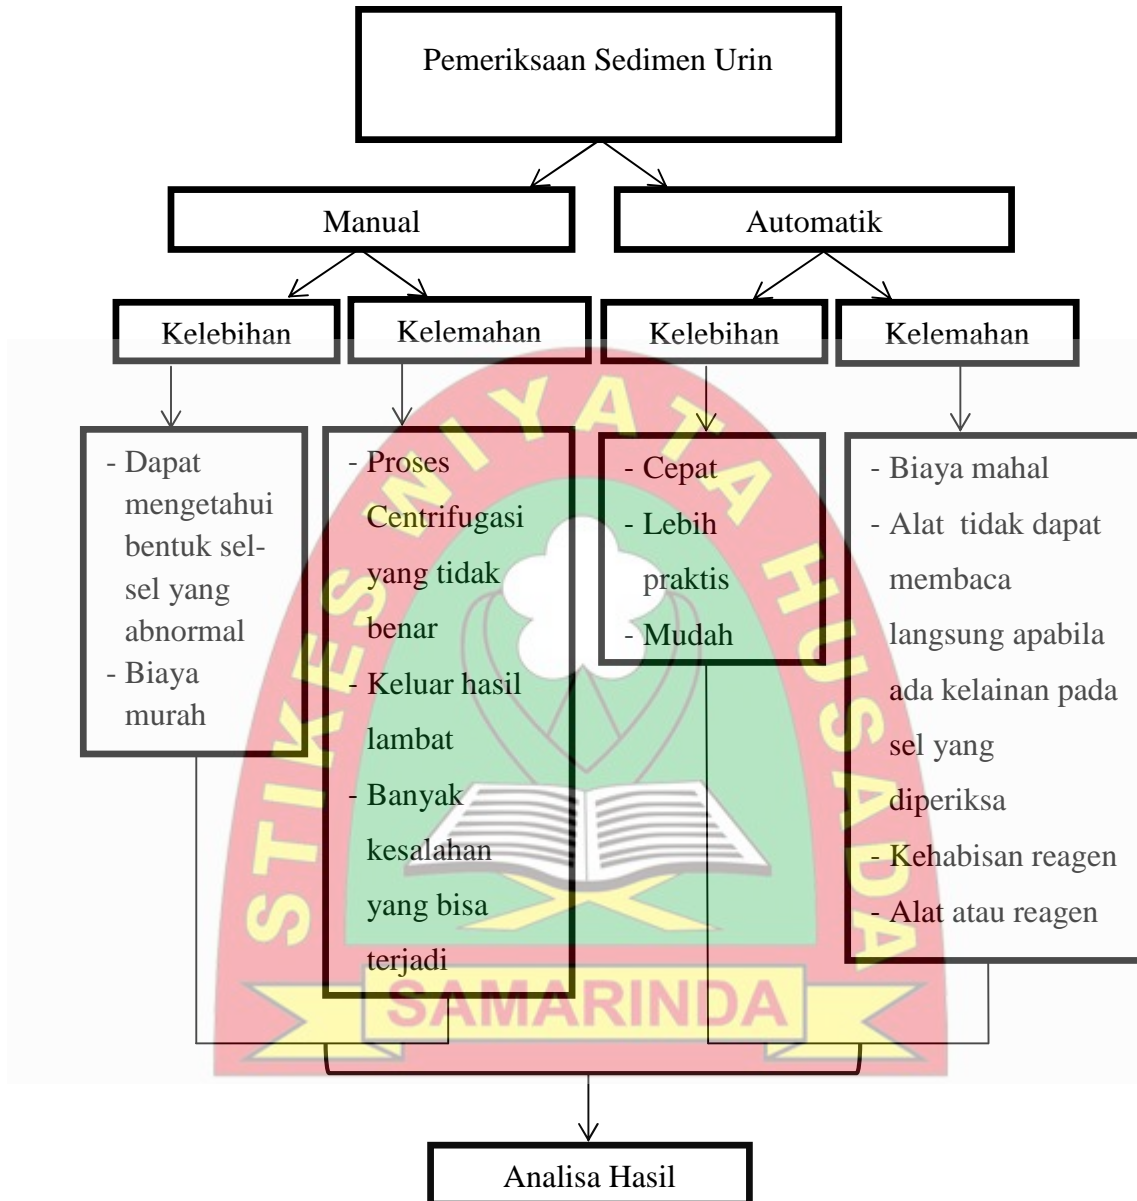 Pemeriksaan Sedimen Urin
Manual
Automatik
Kelebihan
Kelemahan
Kelebihan
Kelemahan
- Dapat
mengetahui
bentuk sel-
sel yang
abnormal
- Biaya
murah
- Proses
Centrifugasi
yang tidak
benar
- Keluar hasil
lambat
- Banyak
kesalahan
yang bisa
terjadi
- Cepat
- Lebih
praktis
- Mudah
- Biaya mahal
- Alat tidak dapat
membaca
langsung apabila
ada kelainan pada
sel yang
diperiksa
- Kehabisan reagen
- Alat atau reagen
STIKES WIYATA HUSADA
SAMARINDA
Analisa Hasil